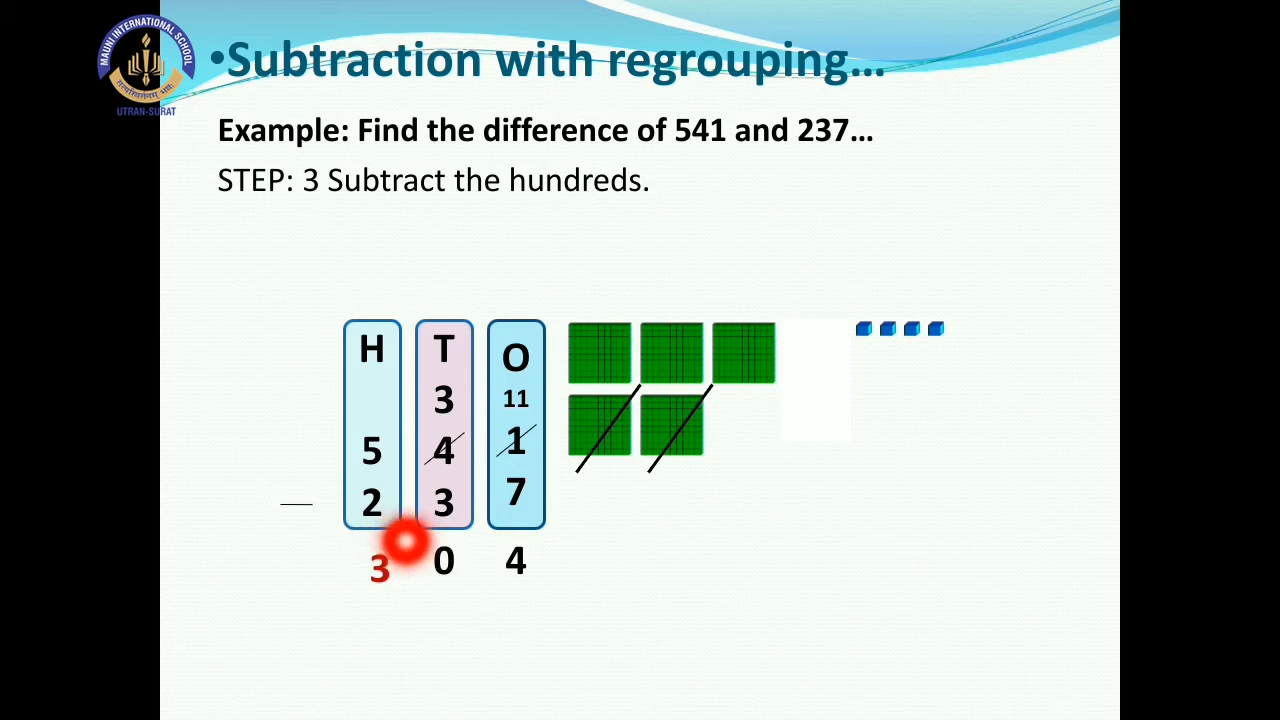 MAUNI INTERNATIONAL SCHOOL
UTRAN-SURAT
•Subtraction with regrouping...
Example: Find the difference of 541 and 237...
STEP: 3 Subtract the hundreds.
H T O
3 11
5 4 1
— 2 3 7
3 0 4